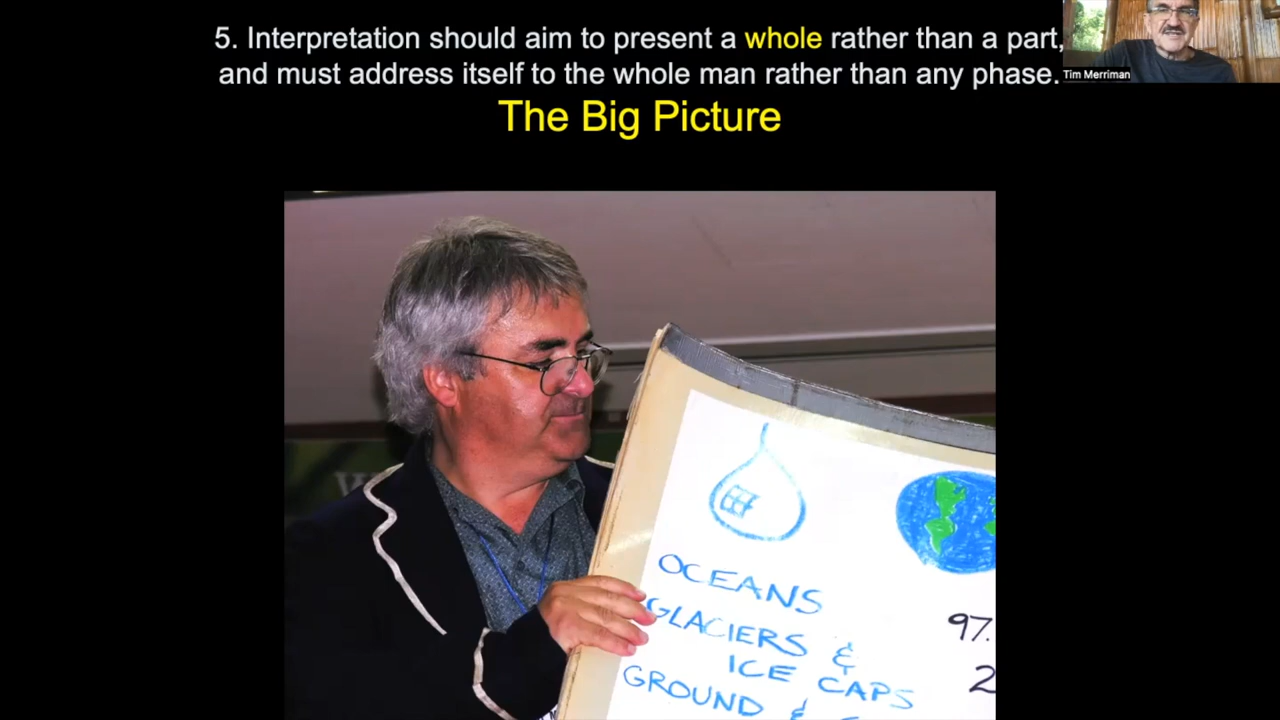 5. Interpretation should aim to present a whole rather than a part,
and must address itself to the whole man rather than any phase.
The Big Picture
Tim Merriman
OCEANS
97.
GLACIERS &
ICE CAPS
2
GROUND &